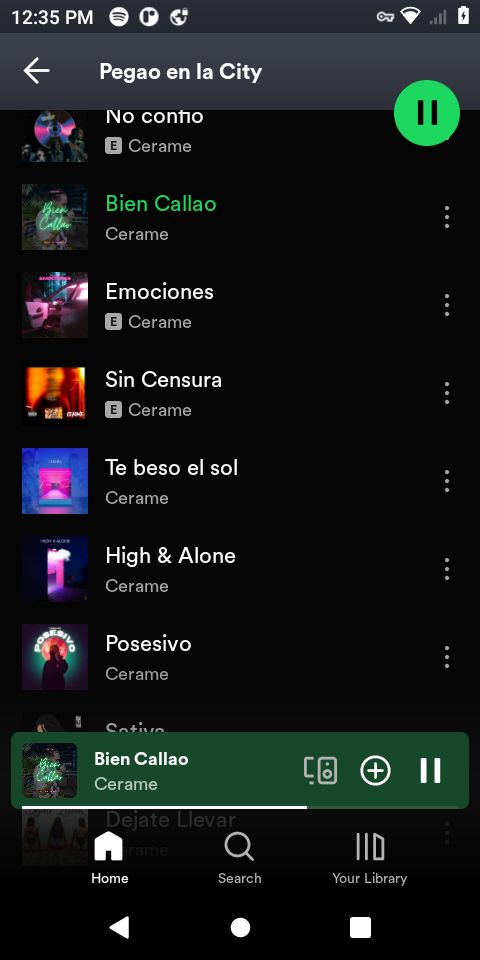 12:35 PM
Pegao en la City
No confio
E Cerame
Bien Callao
Cerame
Emociones
E Cerame
Sin Censura
E Cerame
Te beso el sol
Cerame
High & Alone
Cerame
Posesivo
Cerame
POSESIVO
Sativa
Bien Callao
Cerame
Dejate Llevar
Cerame
Home
Search
Your Library